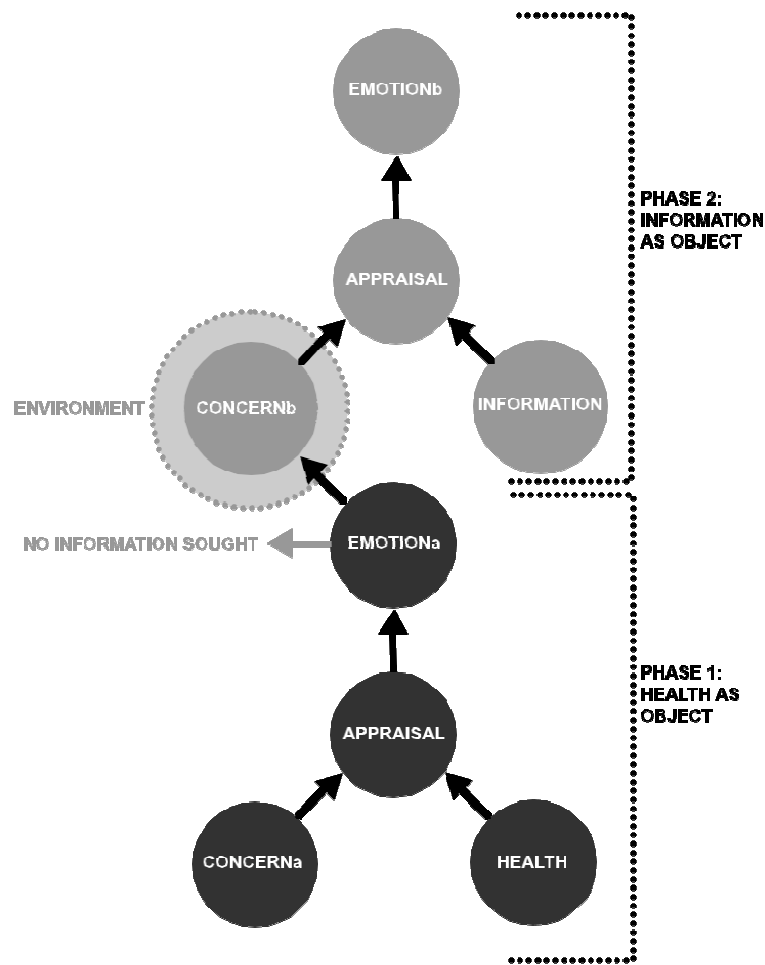 EMOTIONb
PHASE 2:
INFORMATION
AS OBJECT
APPRAISAL
ENVIRONMENT
CONCERNb
INFORMATION
NO INFORMATION SOUGHT
EMOTIONa
PHASE 1:
HEALTH AS
OBJECT
APPRAISAL
CONCERNa
HEALTH